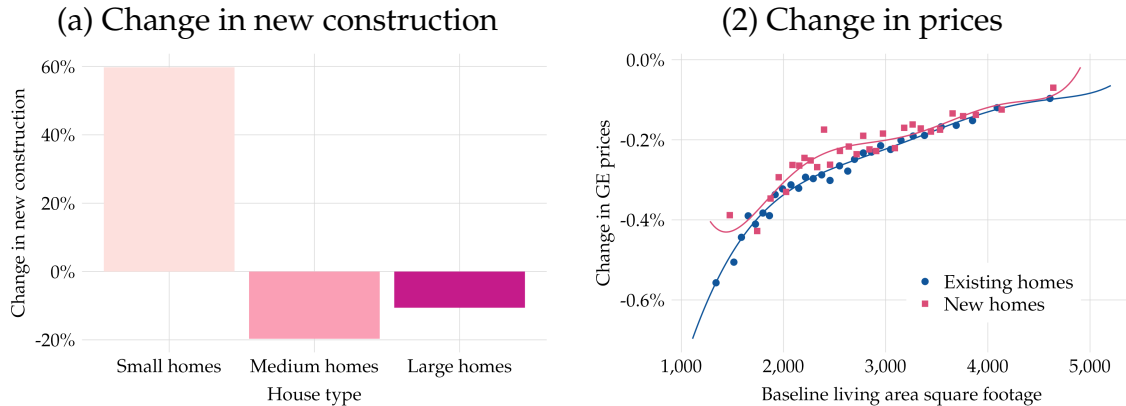 (a) Change in new construction
Change in new construction
60%
40%
20%
0%
-20%
Small homes
Medium homes
Large homes
House type
(2) Change in prices
Change in GE prices
0.0%
-0.2%
-0.4%
-0.6%
Existing homes
New homes
1,000
2,000
3,000
4,000
5,000
Baseline living area square footage